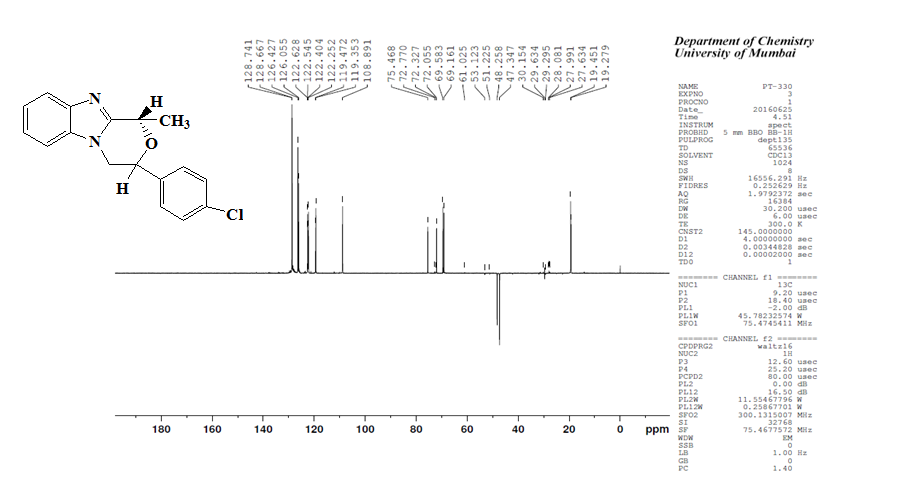 Department of Chemistry
University of Mumbai
128.741
128.667
126.427
126.055
122.628
122.545
122.404
122.252
119.472
119.353
108.891
75.468
72.770
72.327
72.055
69.583
69.161
61.025
53.123
51.225
48.258
47.347
30.154
29.634
29.295
28.081
27.991
27.634
19.451
19.279
N
H
CH3
N
O
H
Cl
NAME PT-330
EXPNO 3
PROCNO 1
Date_ 20160625
Time 4.51
INSTRUM spect
PROBHD 5 mm BBO BB-1H
PULPROG dept135
TD 65536
SOLVENT CDCl3
NS 1024
DS 8
SWH 16556.291 Hz
FIDRES 0.252629 Hz
AQ 1.9792372 sec
RG 16384
DW 30.200 usec
DE 6.00 usec
TE 300.0 K
CNST2 145.0000000
D1 4.00000000 sec
D2 0.00344828 sec
D12 0.00002000 sec
TD0 1
======== CHANNEL f1 ========
NUC1 13C
P1 9.20 usec
P2 18.40 usec
PL1 -2.00 dB
PL1W 45.78232574 W
SFO1 75.4745411 MHz
======== CHANNEL f2 ========
CPDPRG2 waltz16
NUC2 1H
P3 12.60 usec
P4 25.20 usec
PCPD2 80.00 usec
PL2 0.00 dB
PL12 16.50 dB
PL2W 11.55467796 W
PL12W 0.25867701 W
SFO2 300.1315007 MHz
SI 32768
SF 75.4677572 MHz
WDW EM
SSB 0
LB 1.00 Hz
GB 0
PC 1.40
180 160 140 120 100 80 60 40 20 0 ppm